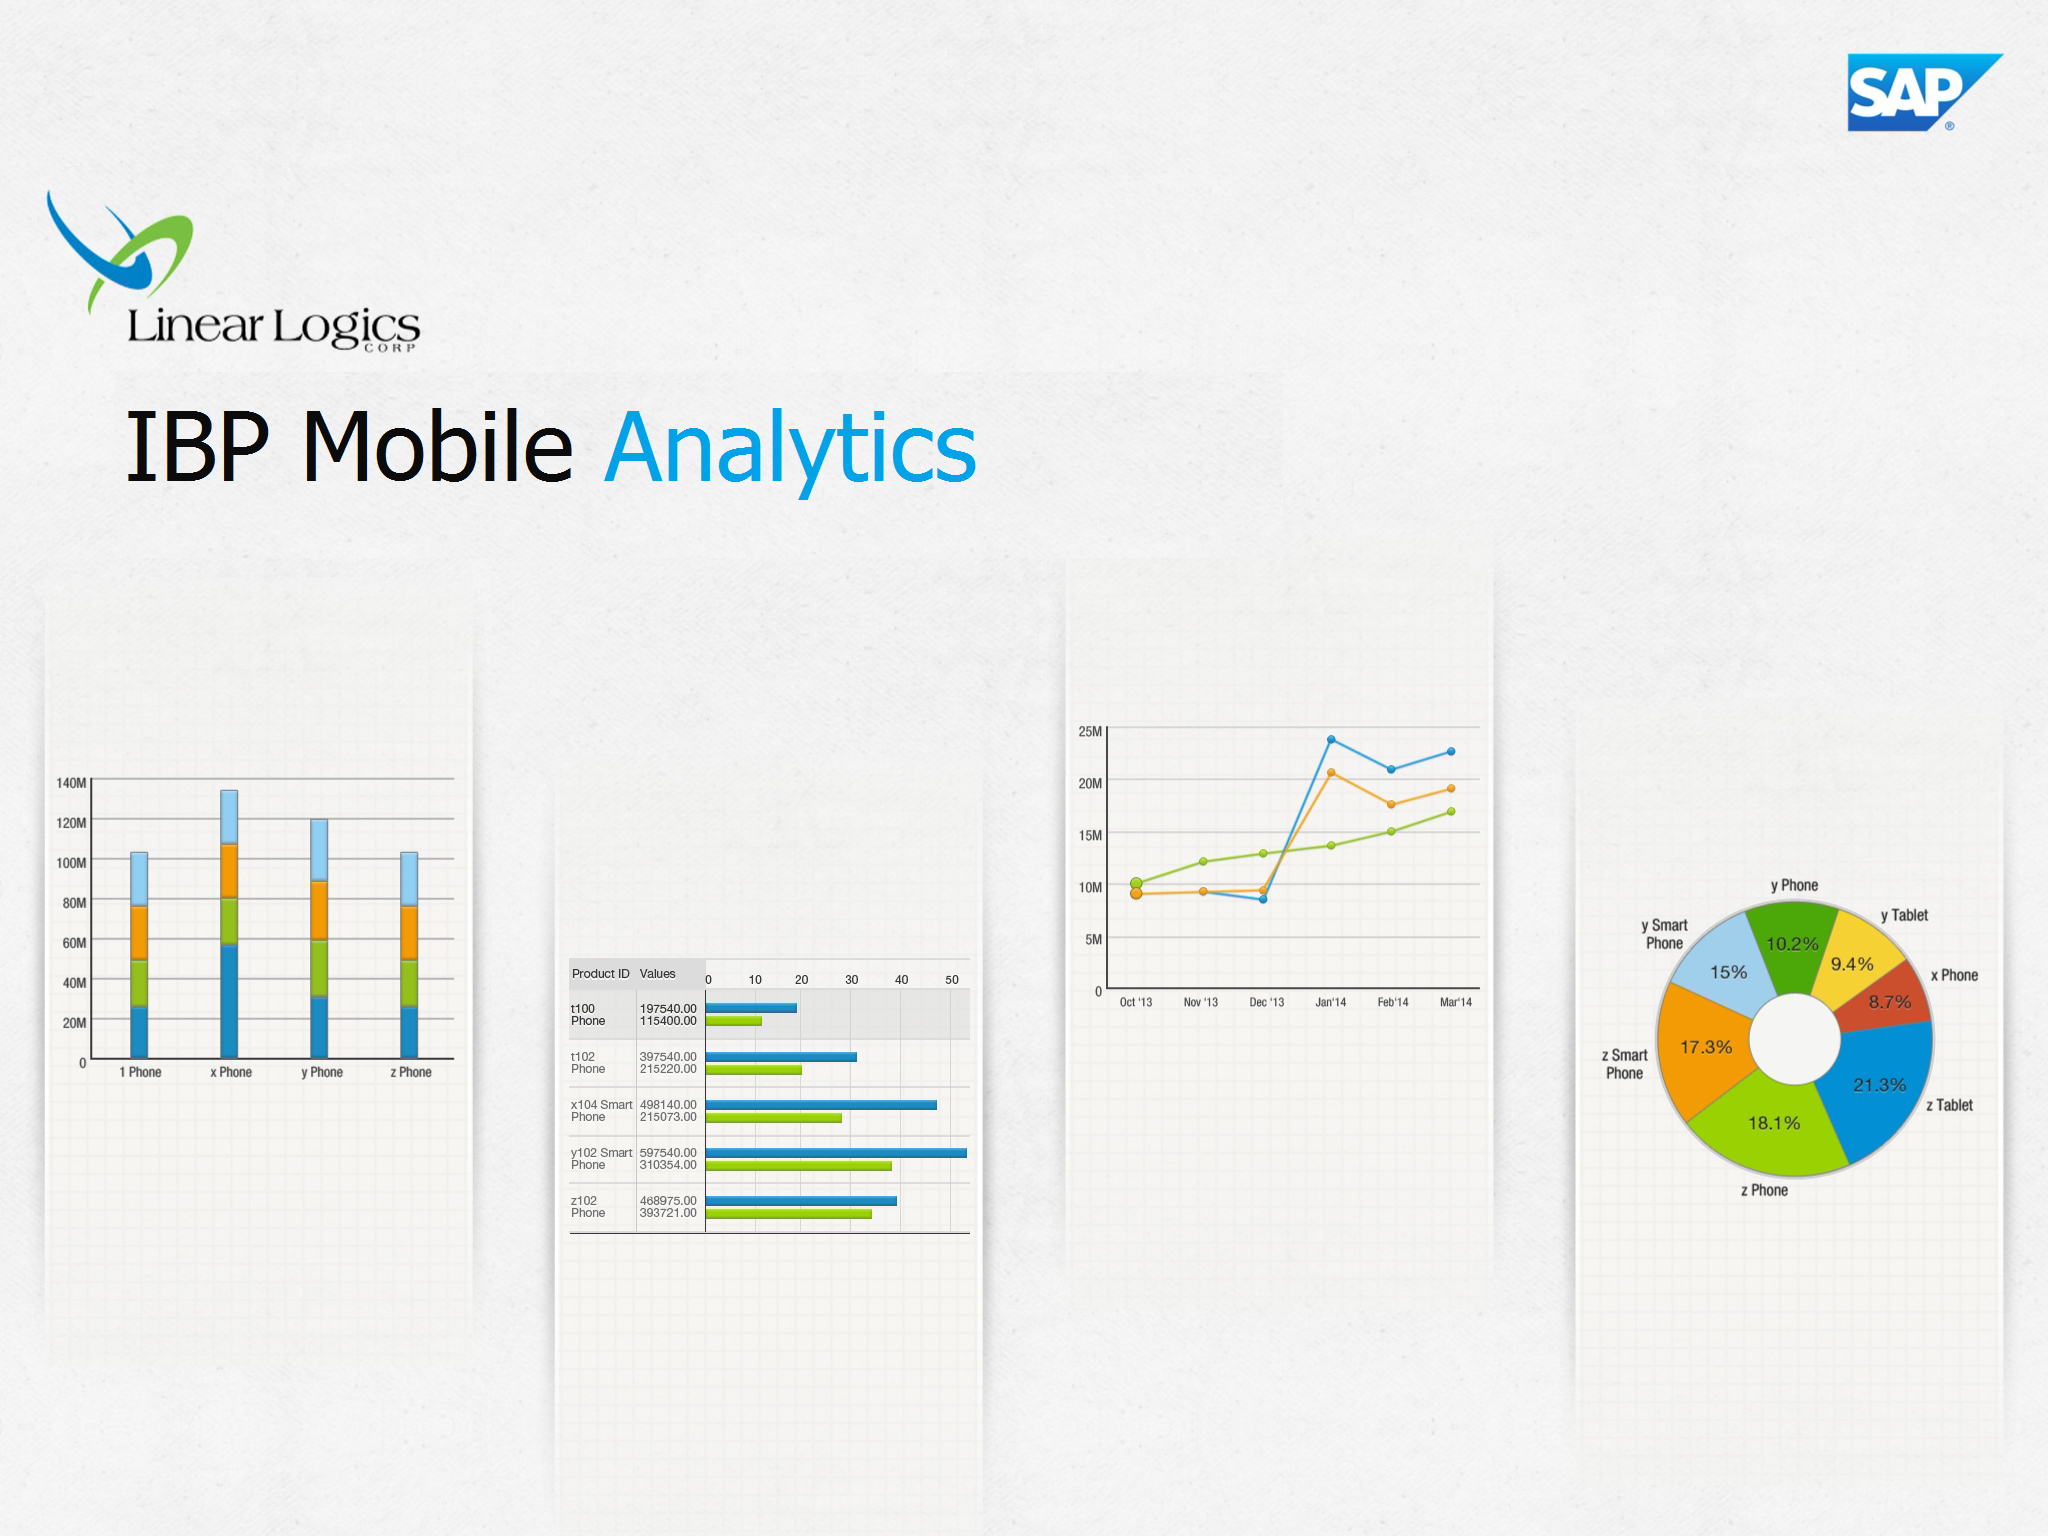 SAP
®
Linear Logics
CORP
IBP Mobile Analytics
140M
120M
100M
80M
60M
40M
20M
0
1 Phone x Phone y Phone z Phone
Product ID Values 0 10 20 30 40 50
t100 197540.00
Phone 115400.00
t102 397540.00
Phone 215220.00
x104 Smart 498140.00
Phone 215073.00
y102 Smart 597540.00
Phone 310354.00
z102 468975.00
Phone 393721.00
25M
20M
15M
10M
5M
0
Oct '13 Nov '13 Dec '13 Jan'14 Feb'14 Mar'14
y Phone
y Tablet
y Smart
Phone
10.2%
9.4%
15%
x Phone
8.7%
17.3%
z Smart
Phone
21.3%
z Tablet
18.1%
z Phone